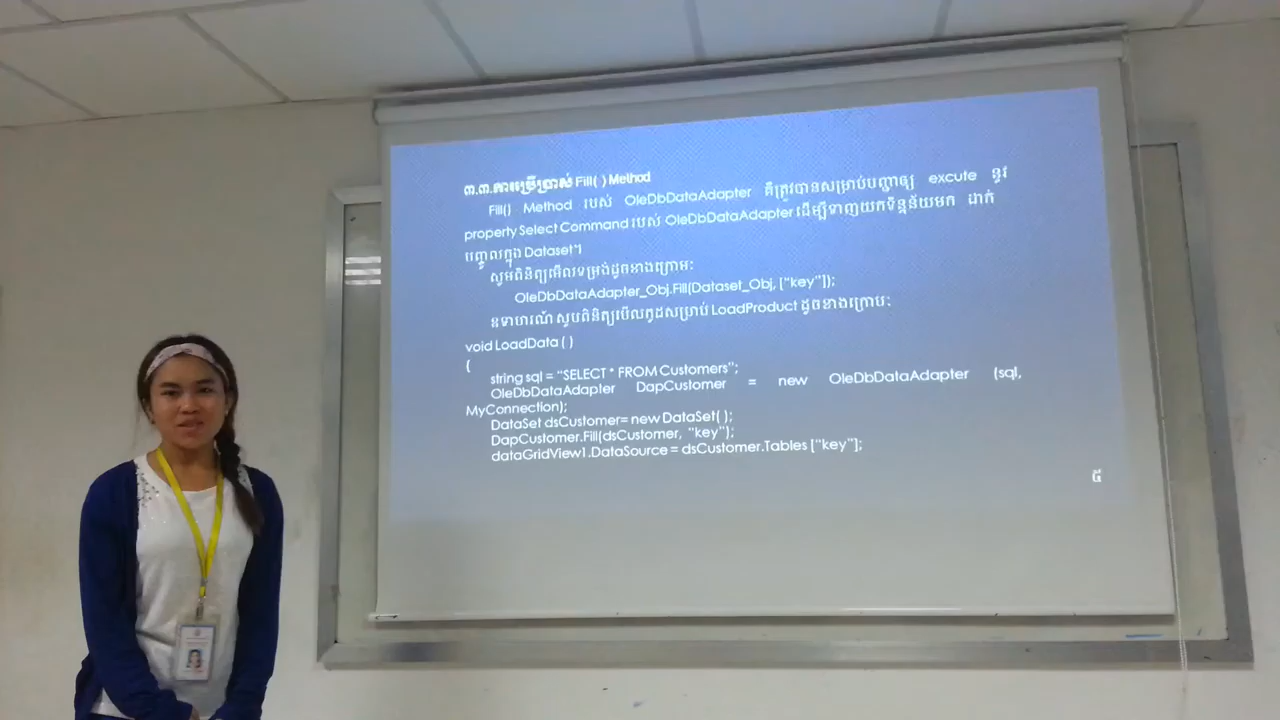 ៣.៣.ការប្រើប្រាស់ Fill( ) Method
Fill() Method របស់ OleDbDataAdapter គឺត្រូវបានសម្រាប់បញ្ជាឲ្យ excute នូវ
property Select Command របស់ OleDbDataAdapter ដើម្បីទាញយកទិន្នន័យមក ដាក់
បញ្ចូលក្នុង Dataset។
សូមពិនិត្យមើលទម្រង់ដូចខាងក្រោម:
OleDbDataAdapter_Obj.Fill(Dataset_Obj, [“key”]);
ឧទាហរណ៍ សូមពិនិត្យមើលកូដសម្រាប់ LoadProduct ដូចខាងក្រោម:
void LoadData ( )
{
string sql = “SELECT * FROM Customers”;
OleDbDataAdapter DapCustomer = new OleDbDataAdapter (sql,
MyConnection);
DataSet dsCustomer= new DataSet( );
DapCustomer.Fill(dsCustomer, “key”);
dataGridView1.DataSource = dsCustomer.Tables [“key”];
៥